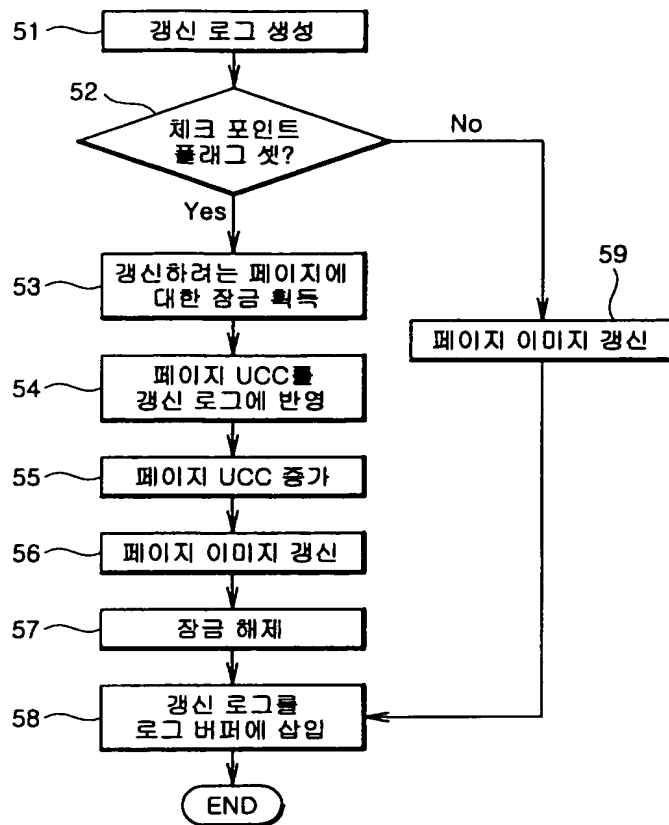 51
갱신 로그 생성
52
체크 포인트
플래그 셋?
No
Yes
53
갱신하려는 페이지에
대한 잠금 획득
59
페이지 이미지 갱신
54
페이지 UCC를
갱신 로그에 반영
55
페이지 UCC 증가
56
페이지 이미지 갱신
57
잠금 해제
58
갱신 로그를
로그 버퍼에 삽입
END